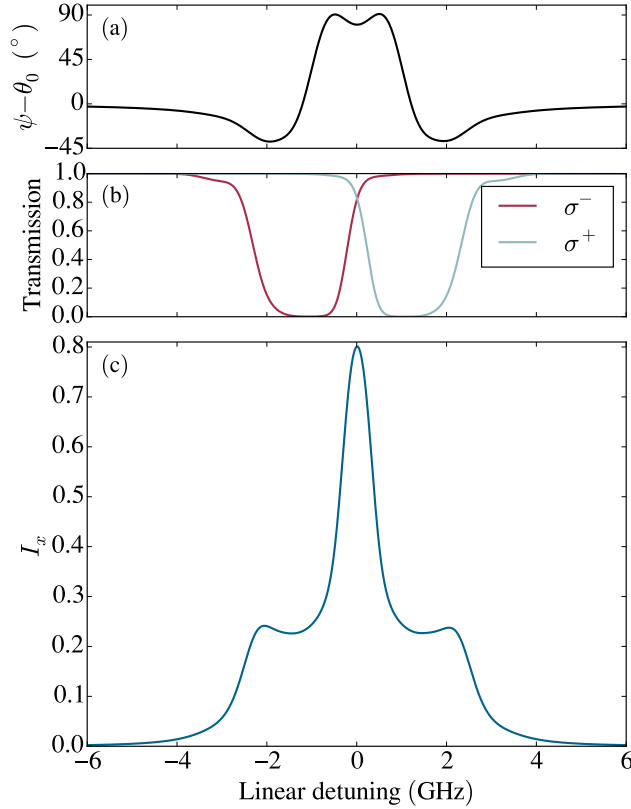 90
45
0
−45
ψ−θ₀ (°)
(a)
1.0
0.8
0.6
0.4
0.2
0.0
Transmission
(b)
σ⁻
σ⁺
0.8
0.7
0.6
0.5
0.4
0.3
0.2
0.1
0.0
Iₓ
(c)
−6 −4 −2 0 2 4 6
Linear detuning (GHz)